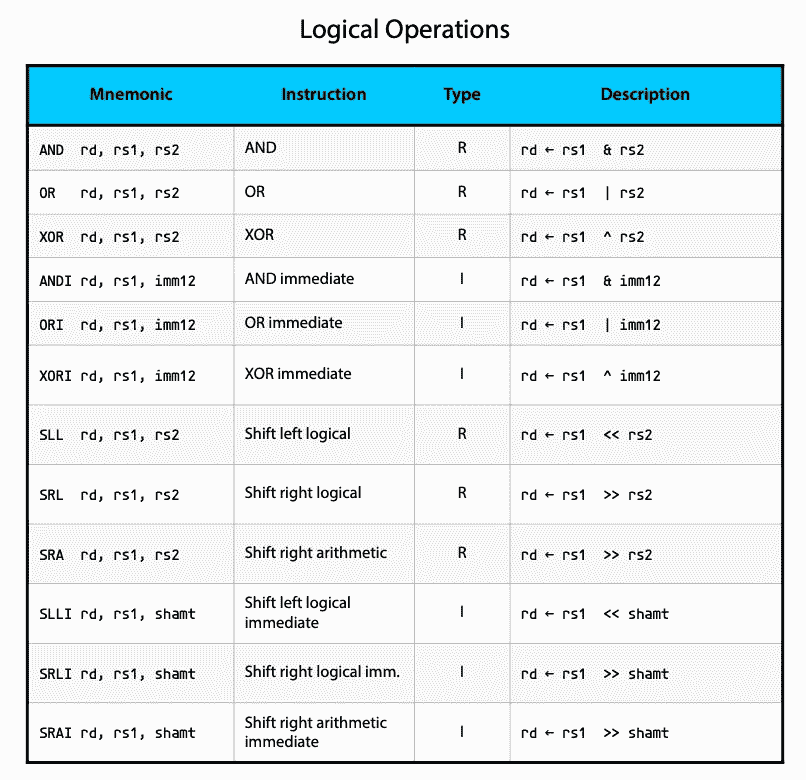 Logical Operations
Mnemonic Instruction Type Description
AND rd, rs1, rs2 AND R rd ← rs1 & rs2
OR rd, rs1, rs2 OR R rd ← rs1 | rs2
XOR rd, rs1, rs2 XOR R rd ← rs1 ^ rs2
ANDI rd, rs1, imm12 AND immediate I rd ← rs1 & imm12
ORI rd, rs1, imm12 OR immediate I rd ← rs1 | imm12
XORI rd, rs1, imm12 XOR immediate I rd ← rs1 ^ imm12
SLL rd, rs1, rs2 Shift left logical R rd ← rs1 << rs2
SRL rd, rs1, rs2 Shift right logical R rd ← rs1 >> rs2
SRA rd, rs1, rs2 Shift right arithmetic R rd ← rs1 >> rs2
SLLI rd, rs1, shamt Shift left logical I rd ← rs1 << shamt
immediate
SRLI rd, rs1, shamt Shift right logical imm. I rd ← rs1 >> shamt
SRAI rd, rs1, shamt Shift right arithmetic I rd ← rs1 >> shamt
immediate